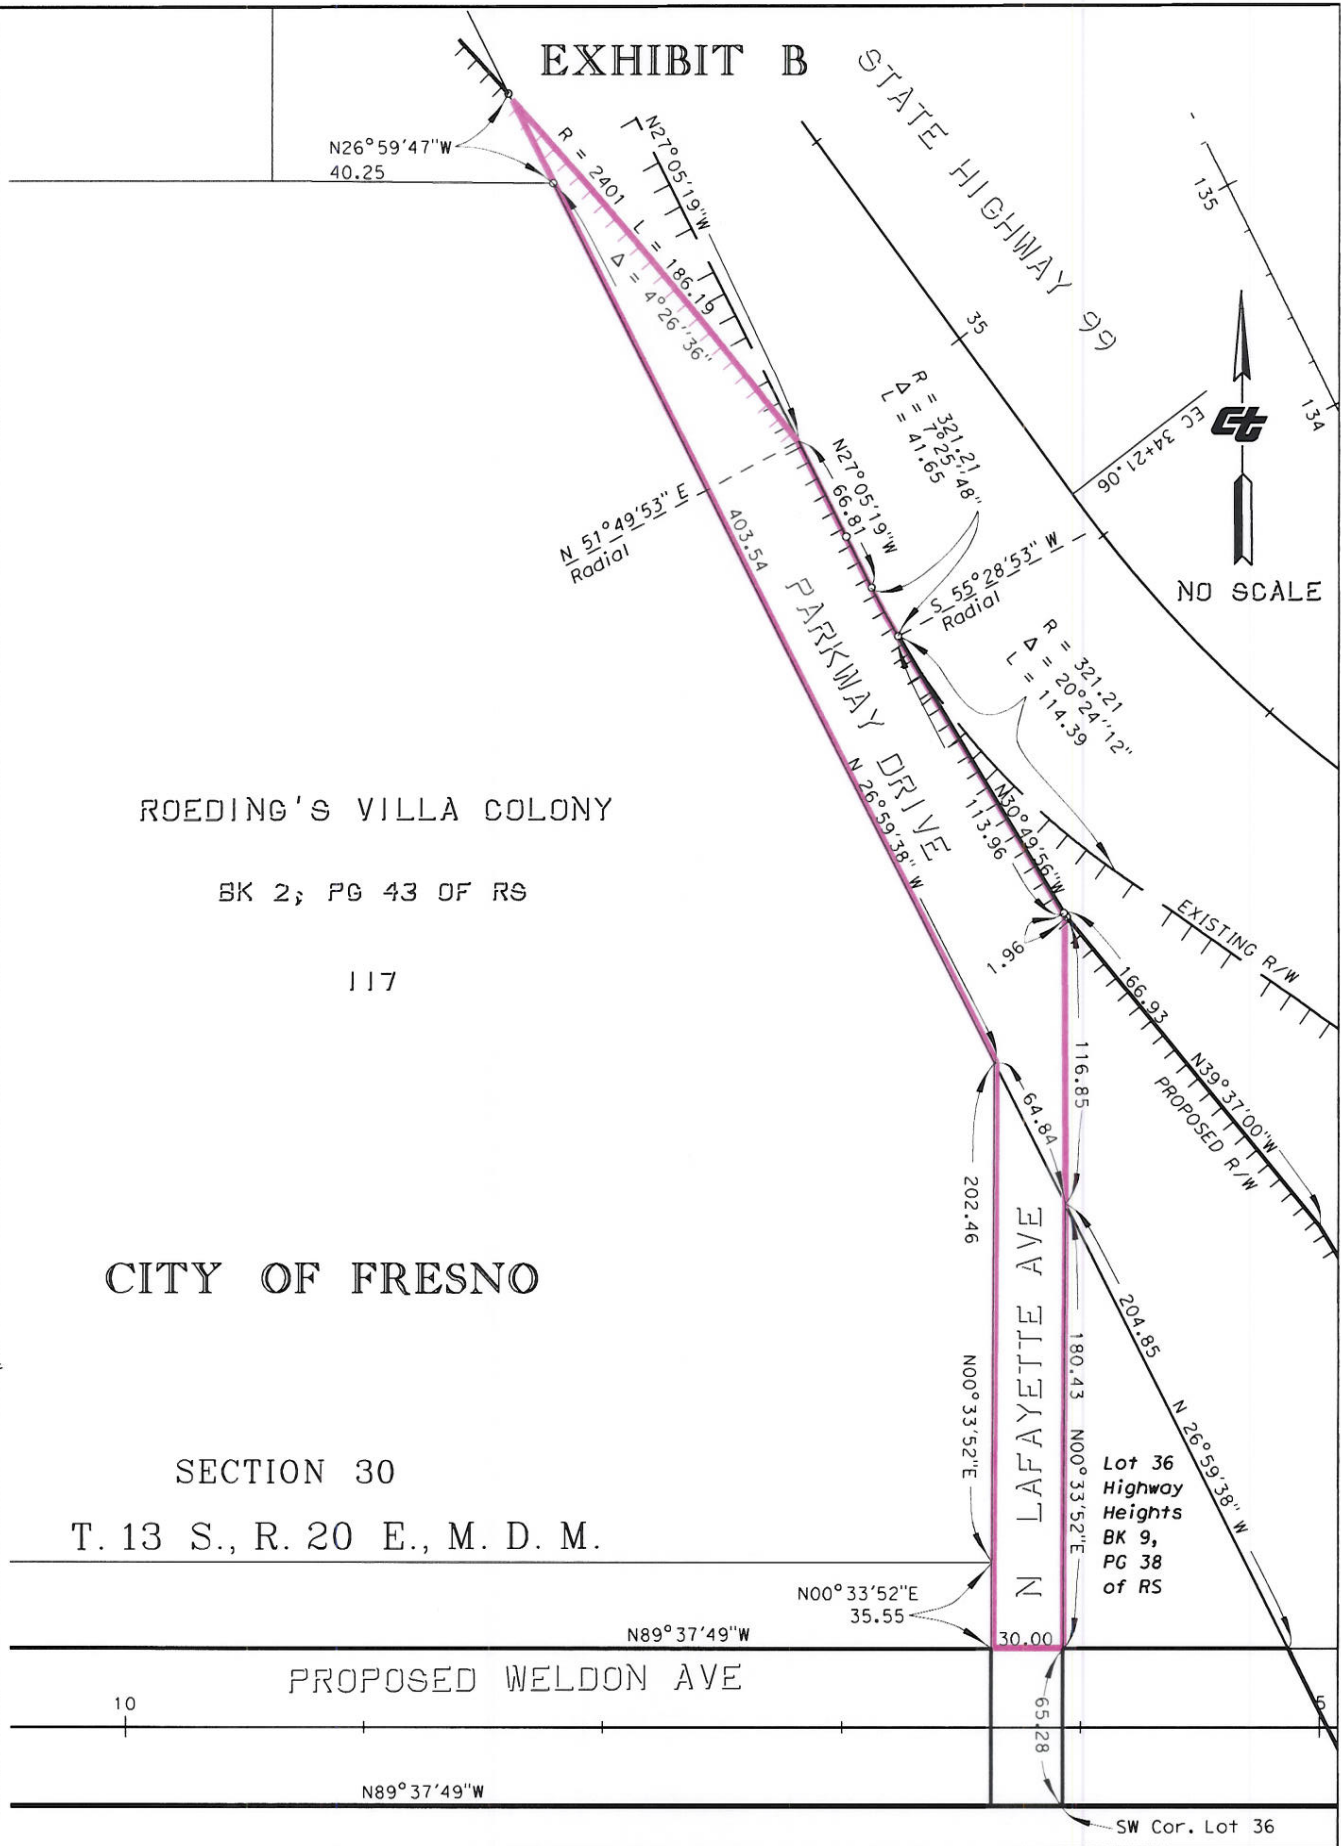 EXHIBIT B
STATE HIGHWAY 99
N26°59'47"W
40.25
R = 2401
L = 186.19
Δ = 4°26'36"
N27°05'19"W
135
134
35
EC 34+21.06
Ct
NO SCALE
R = 321.21
Δ = 7°25'48"
L = 41.65
N27°05'19"W
66.81
N 51°49'53" E
Radial
403.54
S 55°28'53" W
Radial
R = 321.21
Δ = 20°24'12"
L = 114.39
PARKWAY DRIVE
N 26°59'38" W
N30°49'56"W
113.96
ROEDING'S VILLA COLONY
BK 2; PG 43 OF RS
117
EXISTING R/W
1.96
166.93
N39°37'00"W
PROPOSED R/W
116.85
64.84
202.46
N LAFAYETTE AVE
204.85
N 26°59'38" W
180.43
N00°33'52"E
N00°33'52"E
CITY OF FRESNO
SECTION 30
T. 13 S., R. 20 E., M. D. M.
Lot 36
Highway
Heights
BK 9,
PG 38
of RS
N00°33'52"E
35.55
N89°37'49"W
30.00
PROPOSED WELDON AVE
10
5
65.28
N89°37'49"W
SW Cor. Lot 36